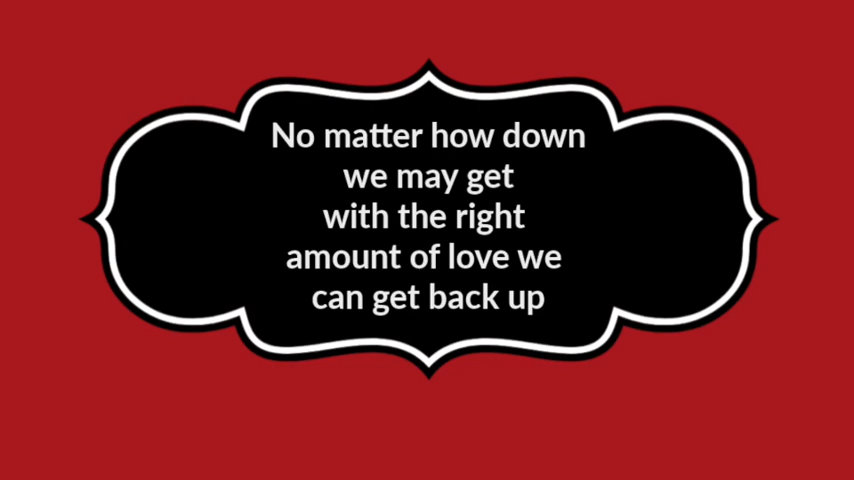 No matter how down
we may get
with the right
amount of love we
can get back up